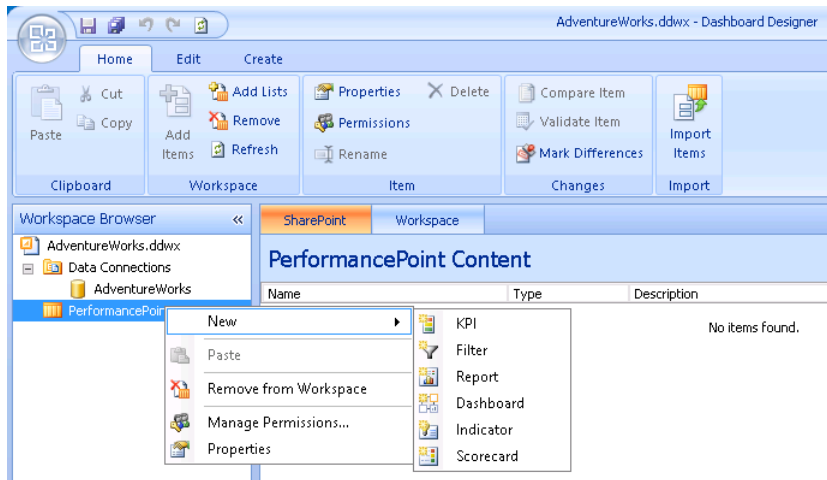 AdventureWorks.ddwx - Dashboard Designer
Home Edit Create
Paste
Cut
Copy
Clipboard
Add Items
Add Lists
Remove
Refresh
Workspace
Properties
Delete
Permissions
Rename
Item
Compare Item
Validate Item
Mark Differences
Changes
Import Items
Import
Workspace Browser «
AdventureWorks.ddwx
Data Connections
AdventureWorks
PerformancePoin
SharePoint Workspace
PerformancePoint Content
Name Type Description
No items found.
New
Paste
Remove from Workspace
Manage Permissions...
Properties
KPI
Filter
Report
Dashboard
Indicator
Scorecard